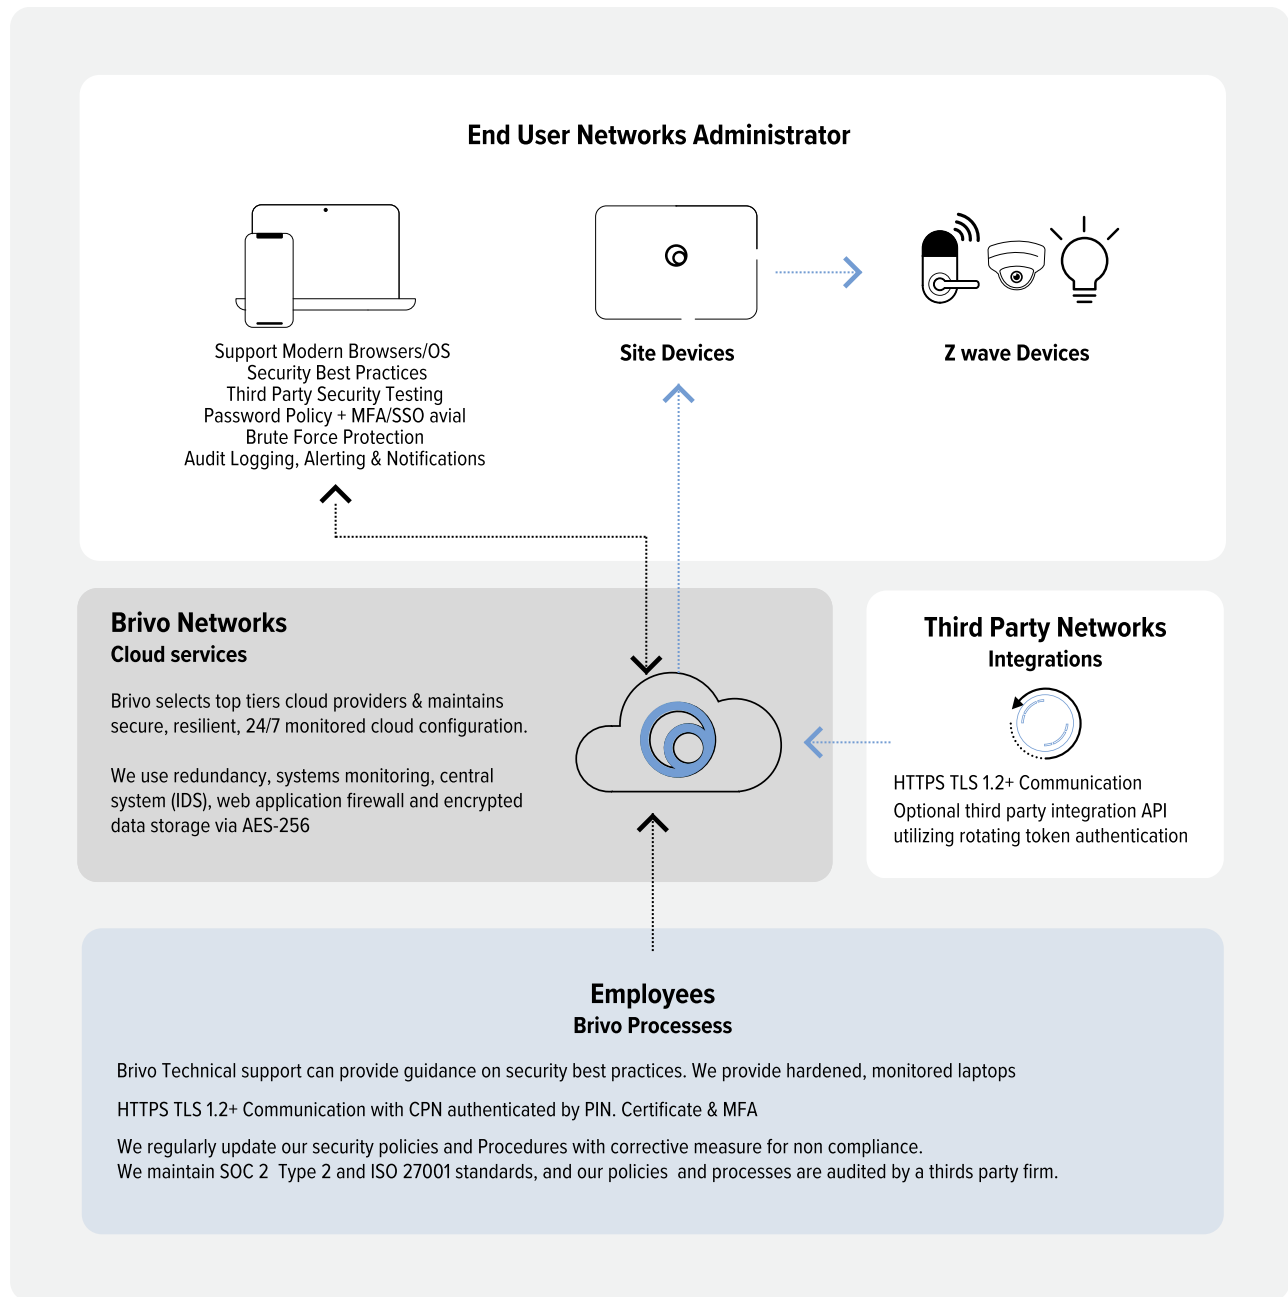 End User Networks Administrator
Support Modern Browsers/OS
Security Best Practices
Third Party Security Testing
Password Policy + MFA/SSO avial
Brute Force Protection
Audit Logging, Alerting & Notifications
Site Devices
Z wave Devices
Brivo Networks
Cloud services
Brivo selects top tiers cloud providers & maintains
secure, resilient, 24/7 monitored cloud configuration.
We use redundancy, systems monitoring, central
system (IDS), web application firewall and encrypted
data storage via AES-256
Third Party Networks
Integrations
HTTPS TLS 1.2+ Communication
Optional third party integration API
utilizing rotating token authentication
Employees
Brivo Processess
Brivo Technical support can provide guidance on security best practices. We provide hardened, monitored laptops
HTTPS TLS 1.2+ Communication with CPN authenticated by PIN. Certificate & MFA
We regularly update our security policies and Procedures with corrective measure for non compliance.
We maintain SOC 2  Type 2 and ISO 27001 standards, and our policies  and processes are audited by a thirds party firm.